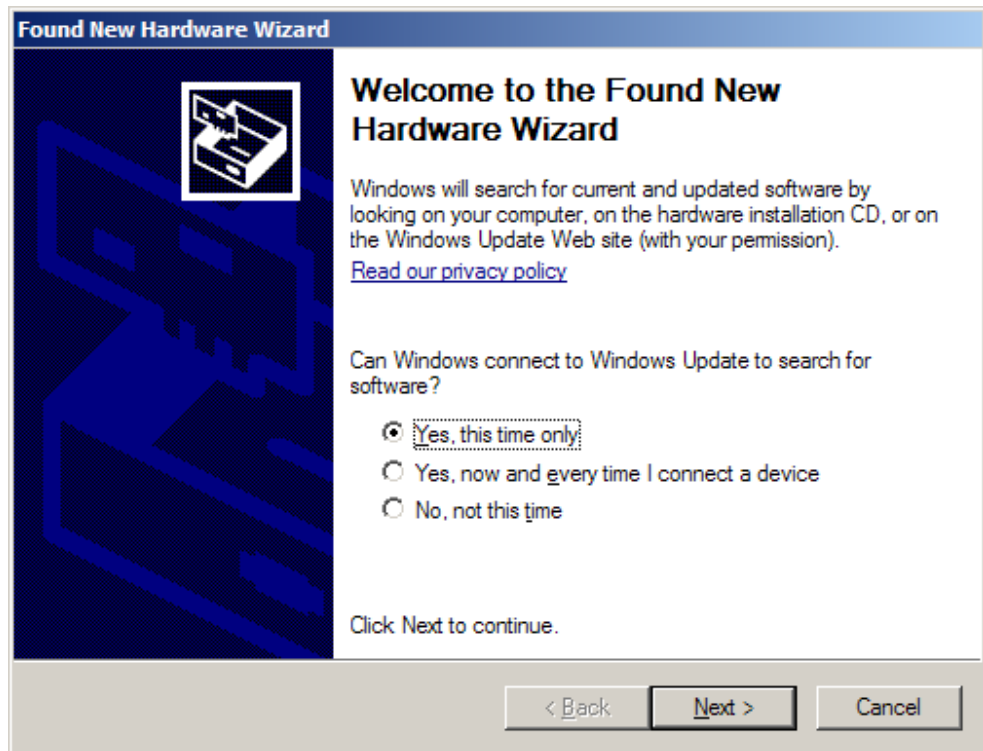 Found New Hardware Wizard
Welcome to the Found New
Hardware Wizard
Windows will search for current and updated software by
looking on your computer, on the hardware installation CD, or on
the Windows Update Web site (with your permission).
Read our privacy policy
Can Windows connect to Windows Update to search for
software?
Yes, this time only
Yes, now and every time I connect a device
No, not this time
Click Next to continue.
< Back
Next >
Cancel